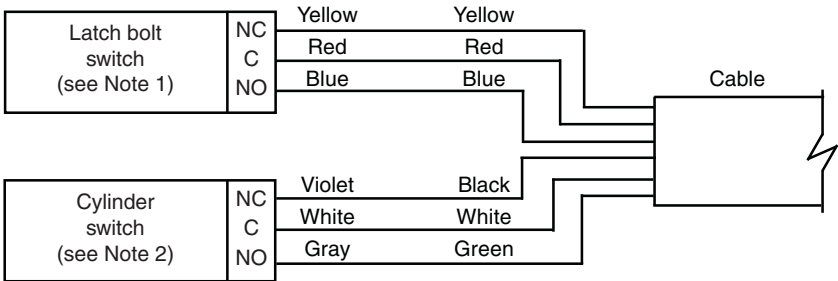 Latch bolt
switch
(see Note 1)
NC
C
NO
Yellow
Red
Blue
Yellow
Red
Blue
Cable
Cylinder
switch
(see Note 2)
NC
C
NO
Violet
White
Gray
Black
White
Green